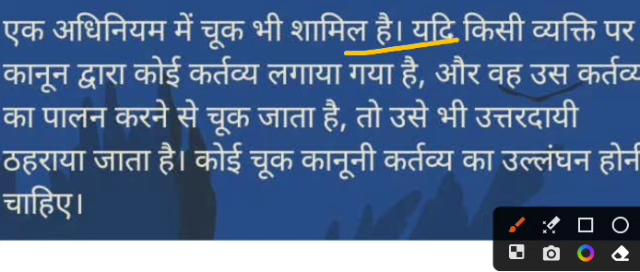 एक अधिनियम में चूक भी शामिल है। यदि किसी व्यक्ति पर
कानून द्वारा कोई कर्तव्य लगाया गया है, और वह उस कर्तव्य
का पालन करने से चूक जाता है, तो उसे भी उत्तरदायी
ठहराया जाता है। कोई चूक कानूनी कर्तव्य का उल्लंघन होनी
चाहिए।